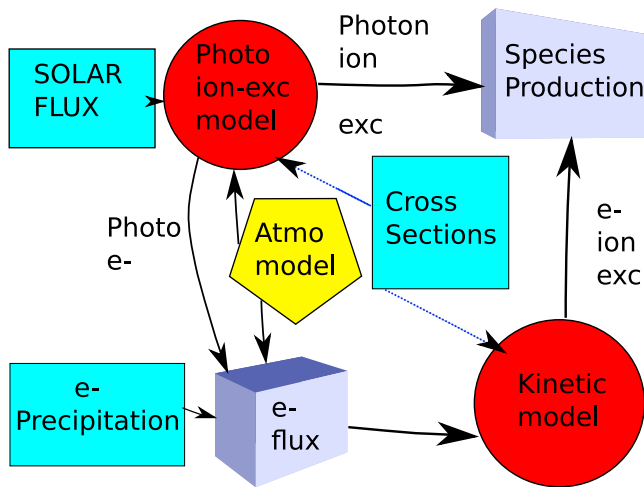 SOLAR
FLUX
Photo
ion-exc
model
Photon
ion
exc
Species
Production
Photo
e-
Atmo
model
Cross
Sections
e-
ion
exc
e-
Precipitation
e-
flux
Kinetic
model